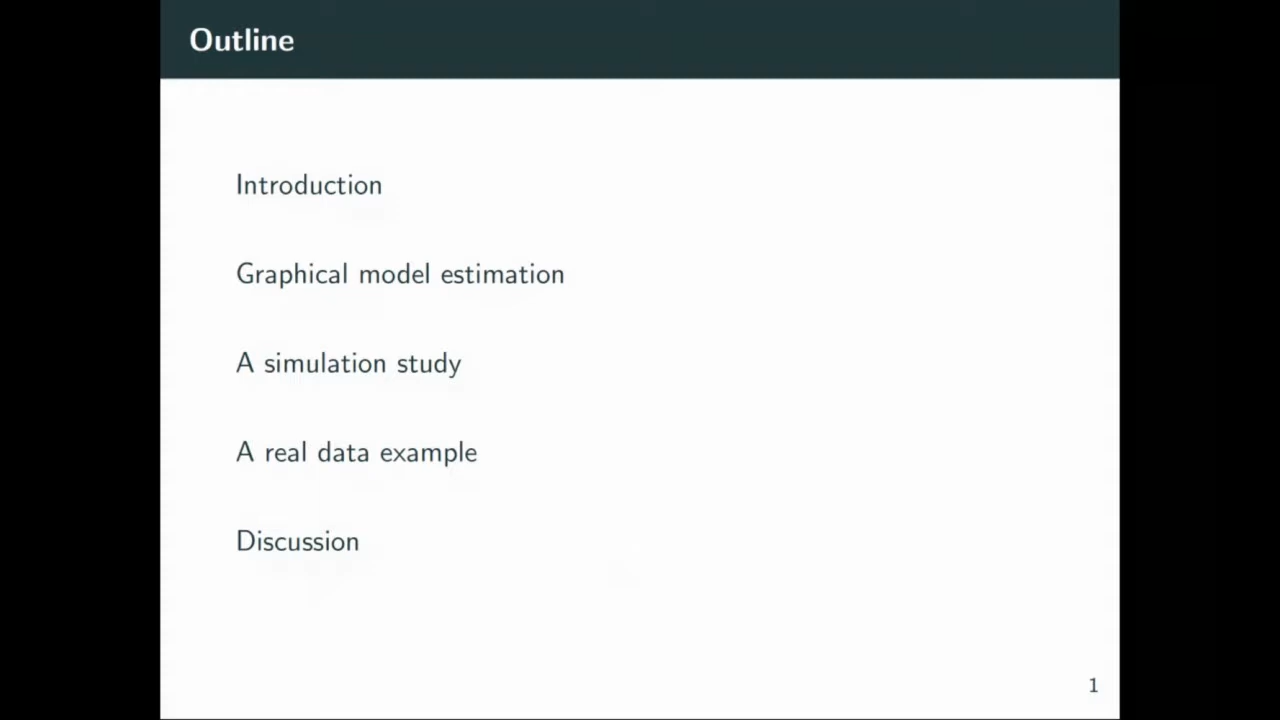 Outline
Introduction
Graphical model estimation
A simulation study
A real data example
Discussion
1